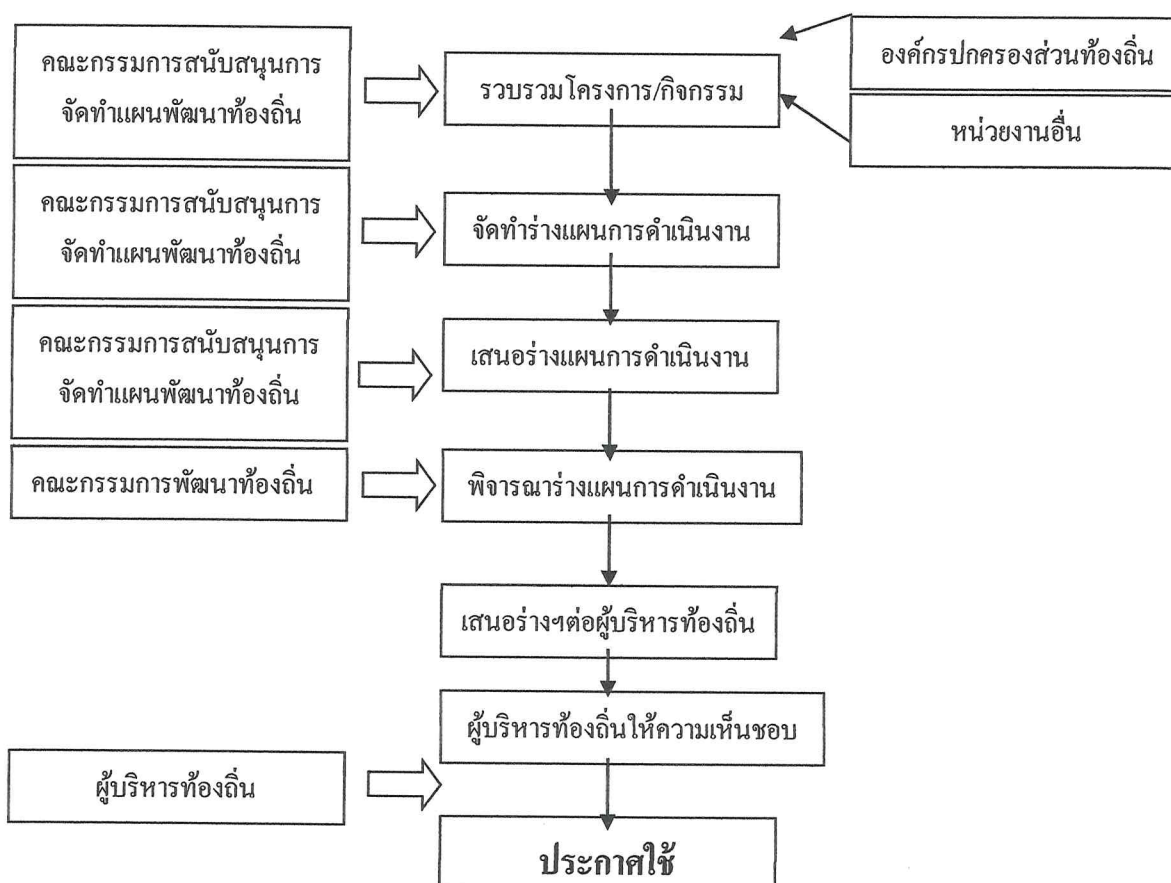 คณะกรรมการสนับสนุนการ
จัดทำแผนพัฒนาท้องถิ่น
รวบรวมโครงการ/กิจกรรม
องค์กรปกครองส่วนท้องถิ่น
หน่วยงานอื่น
คณะกรรมการสนับสนุนการ
จัดทำแผนพัฒนาท้องถิ่น
จัดทำร่างแผนการดำเนินงาน
คณะกรรมการสนับสนุนการ
จัดทำแผนพัฒนาท้องถิ่น
เสนอร่างแผนการดำเนินงาน
คณะกรรมการพัฒนาท้องถิ่น
พิจารณาร่างแผนการดำเนินงาน
เสนอร่างฯต่อผู้บริหารท้องถิ่น
ผู้บริหารท้องถิ่นให้ความเห็นชอบ
ผู้บริหารท้องถิ่น
ประกาศใช้